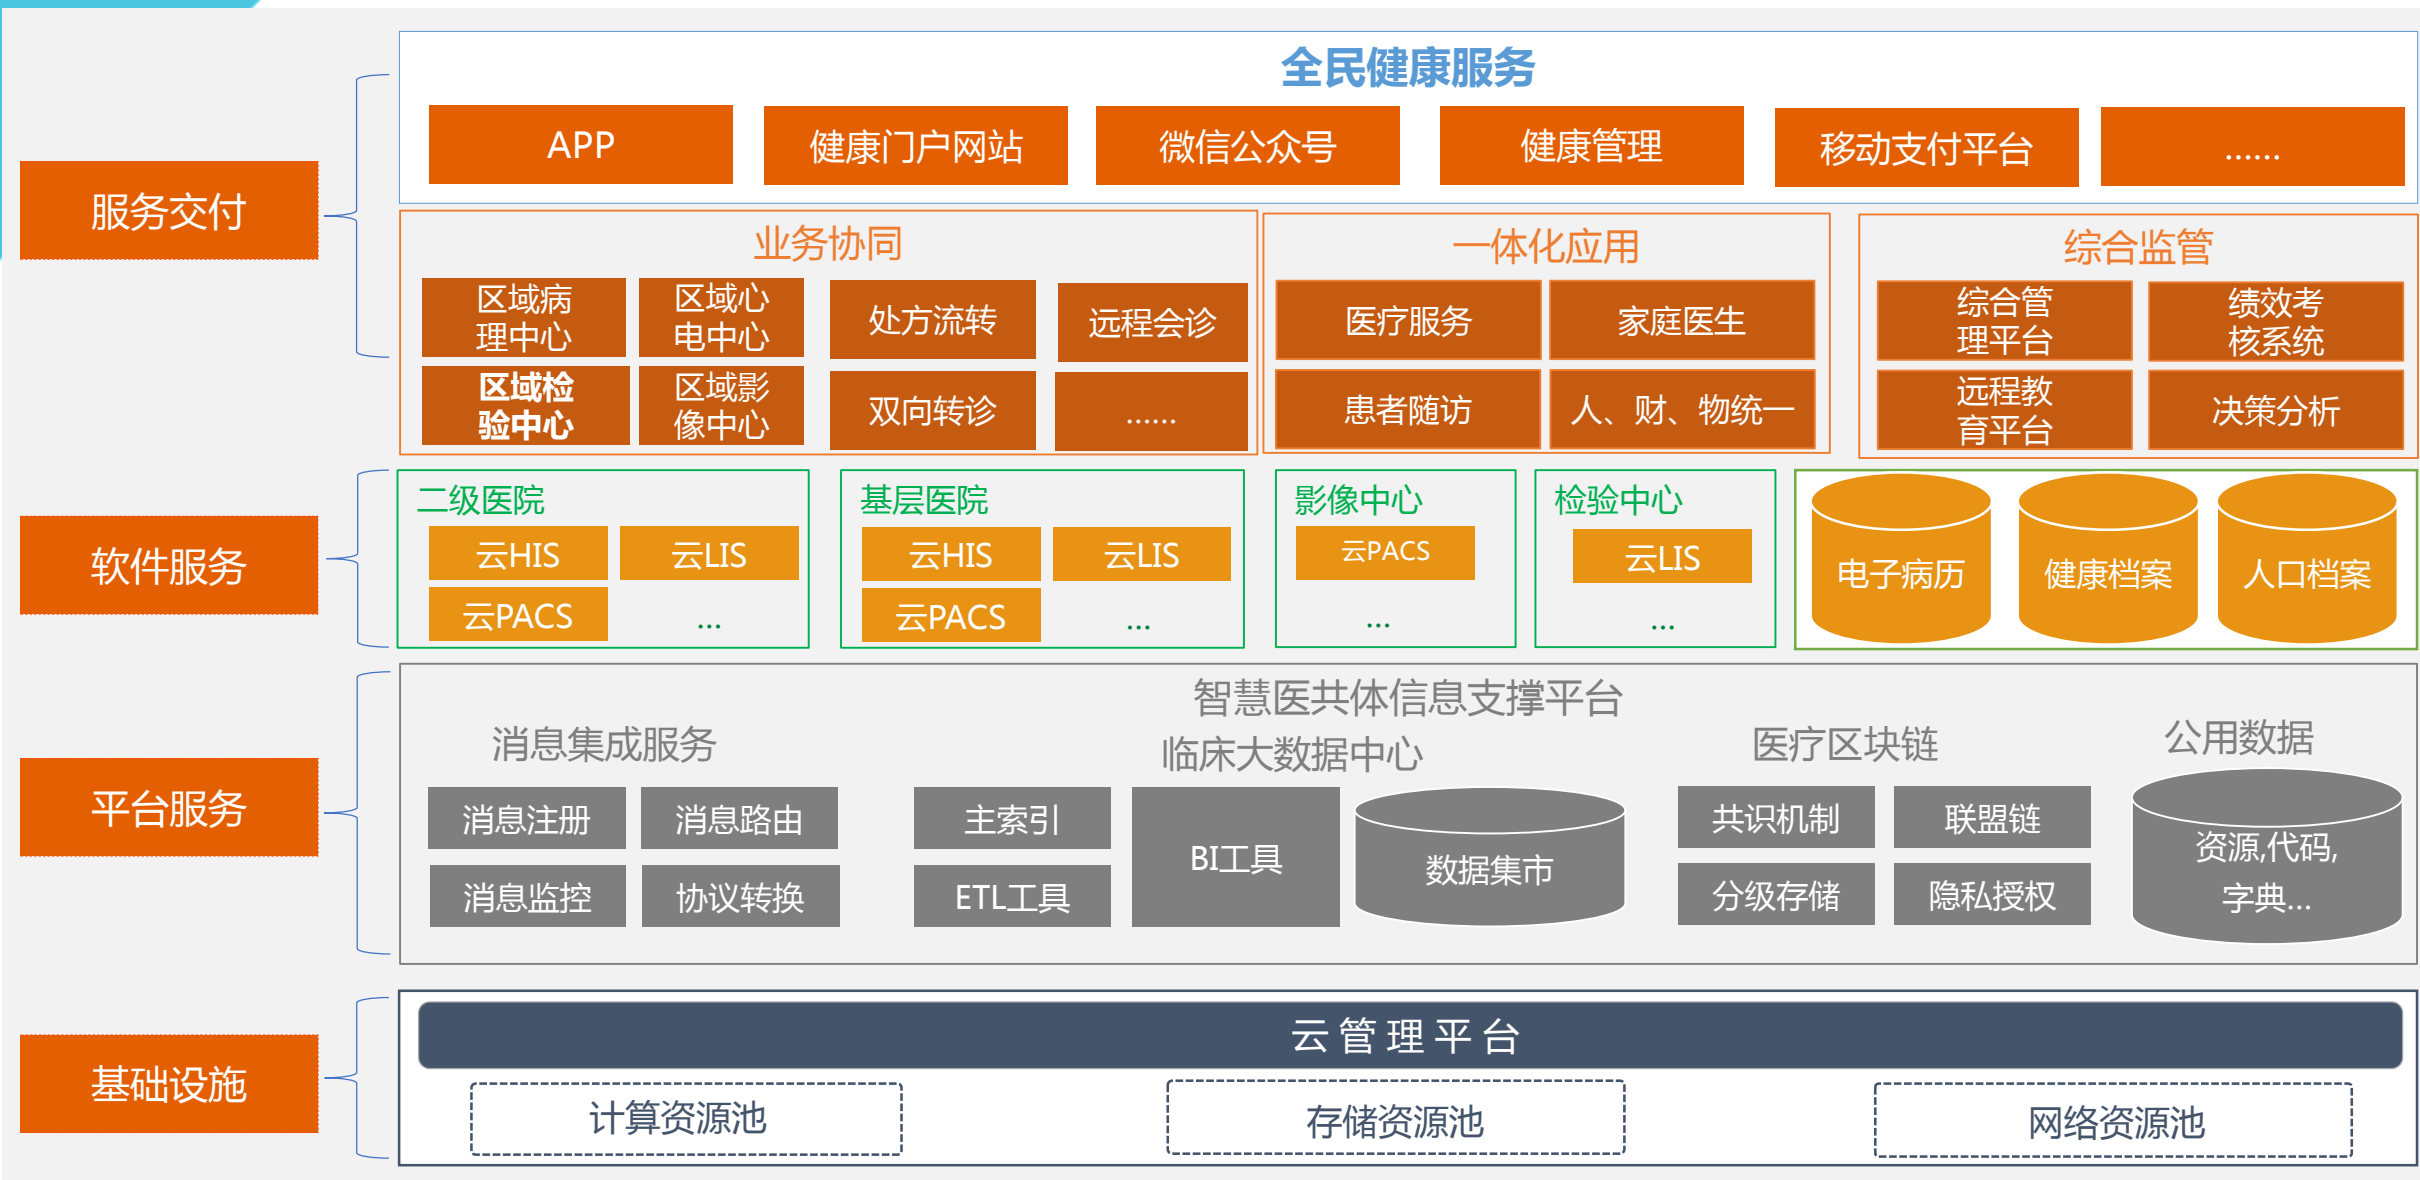 全民健康服务
APP
健康门户网站
微信公众号
健康管理
移动支付平台
……
服务交付
业务协同
区域病
理中心
区域心
电中心
处方流转
远程会诊
区域检
验中心
区域影
像中心
双向转诊
……
一体化应用
医疗服务
家庭医生
患者随访
人、财、物统一
综合监管
综合管
理平台
绩效考
核系统
远程教
育平台
决策分析
软件服务
二级医院
云HIS
云LIS
云PACS
...
基层医院
云HIS
云LIS
云PACS
...
影像中心
云PACS
...
检验中心
云LIS
...
电子病历
健康档案
人口档案
平台服务
智慧医共体信息支撑平台
消息集成服务
消息注册
消息路由
消息监控
协议转换
临床大数据中心
主索引
ETL工具
BI工具
数据集市
医疗区块链
共识机制
联盟链
分级存储
隐私授权
公用数据
资源,代码,
字典...
基础设施
云管理平台
计算资源池
存储资源池
网络资源池